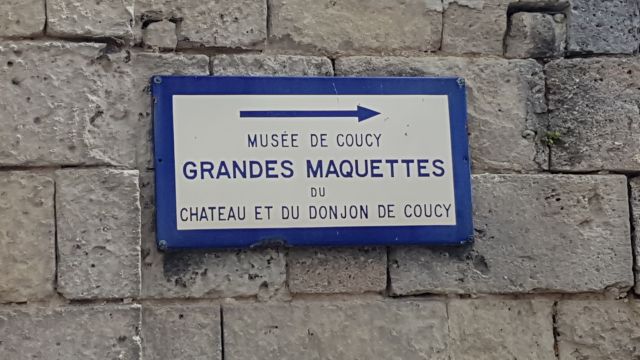 MUSÉE DE COUCY
GRANDES MAQUETTES
DU
CHATEAU ET DU DONJON DE COUCY